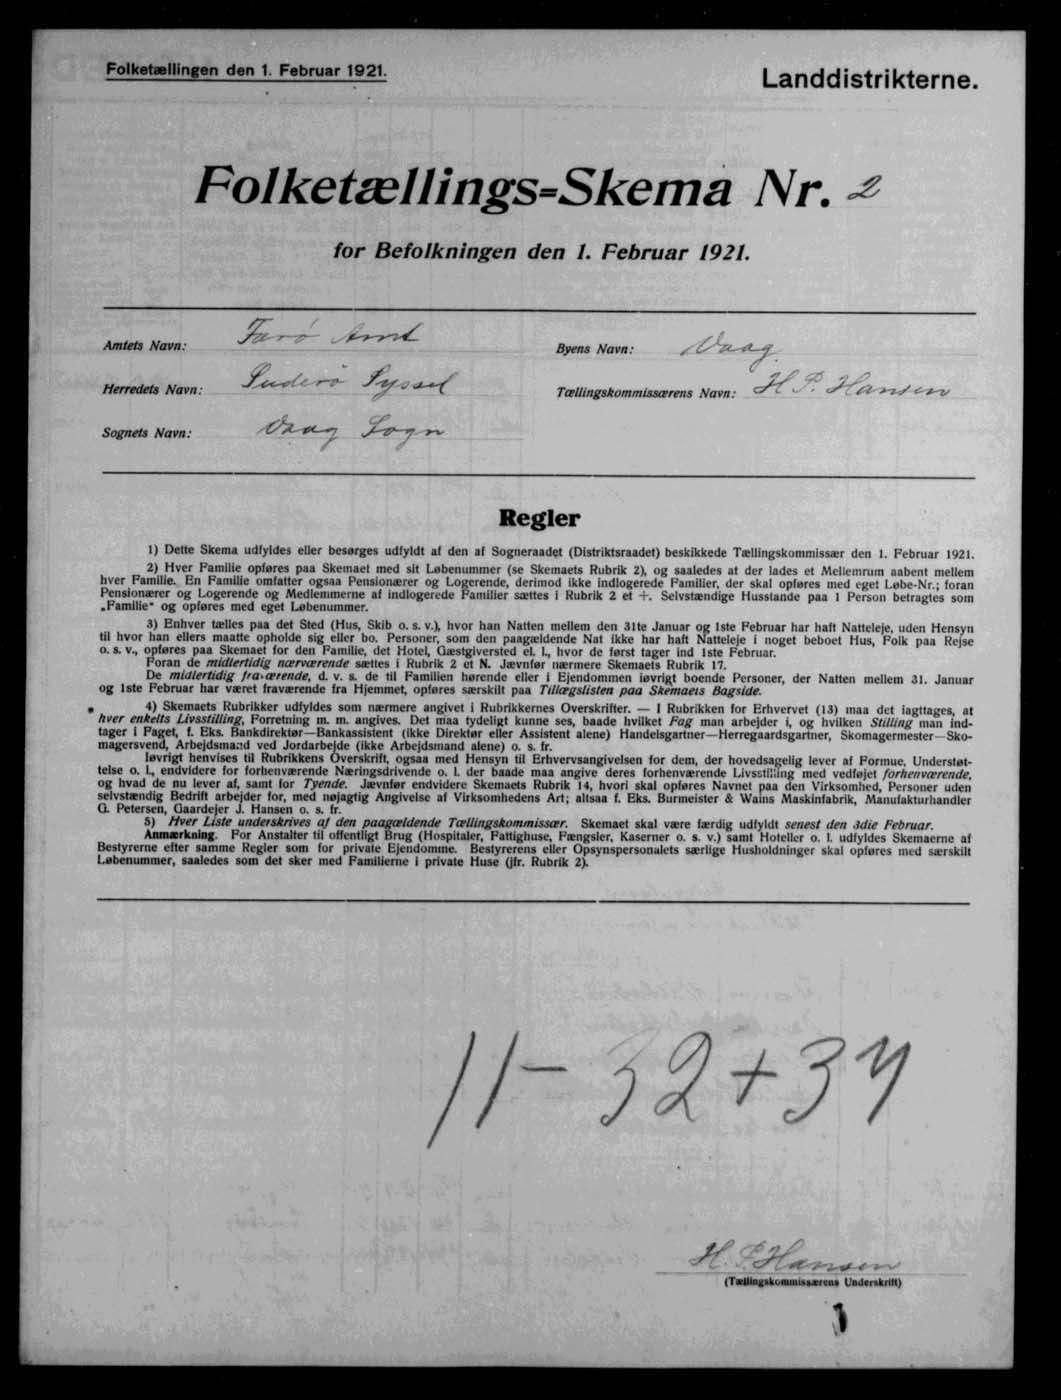 Folketællingen den 1. Februar 1921.
Landdistrikterne.
Folketællings=Skema Nr. 2
for Befolkningen den 1. Februar 1921.
Amtets Navn: Færø Amt
Byens Navn: Vaag
Herredets Navn: Suderø Syssel
Tællingskommissærens Navn: H. P. Hansen
Sognets Navn: Vaag Sogn
Regler
1) Dette Skema udfyldes eller besørges udfyldt af den af Sogneraadet (Distriktsraadet) beskikkede Tællingskommissær den 1. Februar 1921.
2) Hver Familie opføres paa Skemaet med sit Løbenummer (se Skemaets Rubrik 2), og saaledes at der lades et Mellemrum aabent mellem
hver Familie. En Familie omfatter ogsaa Pensionærer og Logerende, derimod ikke indlogerede Familier, der skal opføres med eget Løbe-Nr.; foran
Pensionærer og Logerende og Medlemmerne af indlogerede Familier sættes i Rubrik 2 et +. Selvstændige Husstande paa 1 Person betragtes som
„Familie“ og opføres med eget Løbenummer.
3) Enhver tælles paa det Sted (Hus, Skib o. s. v.), hvor han Natten mellem den 31te Januar og 1ste Februar har haft Natteleje, uden Hensyn
til hvor han ellers maatte opholde sig eller bo. Personer, som den paagældende Nat ikke har haft Natteleje i noget beboet Hus, Folk paa Rejse
o. s. v., opføres paa Skemaet for den Familie, det Hotel, Gæstgiversted el. l., hvor de først tager ind 1ste Februar.
Foran de midlertidig nærværende sættes i Rubrik 2 et N. Jævnfør nærmere Skemaets Rubrik 17.
De midlertidig fraværende, d. v. s. de til Familien hørende eller i Ejendommen iøvrigt boende Personer, der Natten mellem 31. Januar
og 1ste Februar har været fraværende fra Hjemmet, opføres særskilt paa Tillægslisten paa Skemaets Bagside.
4) Skemaets Rubrikker udfyldes som nærmere angivet i Rubrikkernes Overskrifter. — I Rubrikken for Erhvervet (13) maa det iagttages, at
hver enkelts Livsstilling, Forretning m. m. angives. Det maa tydeligt kunne ses, baade hvilket Fag man arbejder i, og hvilken Stilling man ind-
tager i Faget, f. Eks. Bankdirektør—Bankassistent (ikke Direktør eller Assistent alene) Handelsgartner—Herregaardsgartner, Skomagermester—Sko-
magersvend, Arbejdsmand ved Jordarbejde (ikke Arbejdsmand alene) o. s. fr.
Iøvrigt henvises til Rubrikkens Overskrift, ogsaa med Hensyn til Erhvervsangivelsen for dem, der hovedsagelig lever af Formue, Understøt-
telse o. l., endvidere for forhenværende Næringsdrivende o. l. der baade maa angive deres forhenværende Livsstilling med vedføjet forhenværende,
og hvad de nu lever af, samt for Tyende. Jævnfør endvidere Skemaets Rubrik 14, hvori skal opføres Navnet paa den Virksomhed, Personer uden
selvstændig Bedrift arbejder for, med nøjagtig Angivelse af Virksomhedens Art; altsaa f. Eks. Burmeister & Wains Maskinfabrik, Manufakturhandler
G. Petersen, Gaardejer J. Hansen o. s. fr.
5) Hver Liste underskrives af den paagældende Tællingskommissær. Skemaet skal være færdig udfyldt senest den 3die Februar.
Anmærkning. For Anstalter til offentligt Brug (Hospitaler, Fattighuse, Fængsler, Kaserner o. s. v.) samt Hoteller o. l. udfyldes Skemaerne af
Bestyrerne efter samme Regler som for private Ejendomme. Bestyrerens eller Opsynspersonalets særlige Husholdninger skal opføres med særskilt
Løbenummer, saaledes som det sker med Familierne i private Huse (jfr. Rubrik 2).
11 - 32 + 34
H. P. Hansen
(Tællingskommissærens Underskrift)